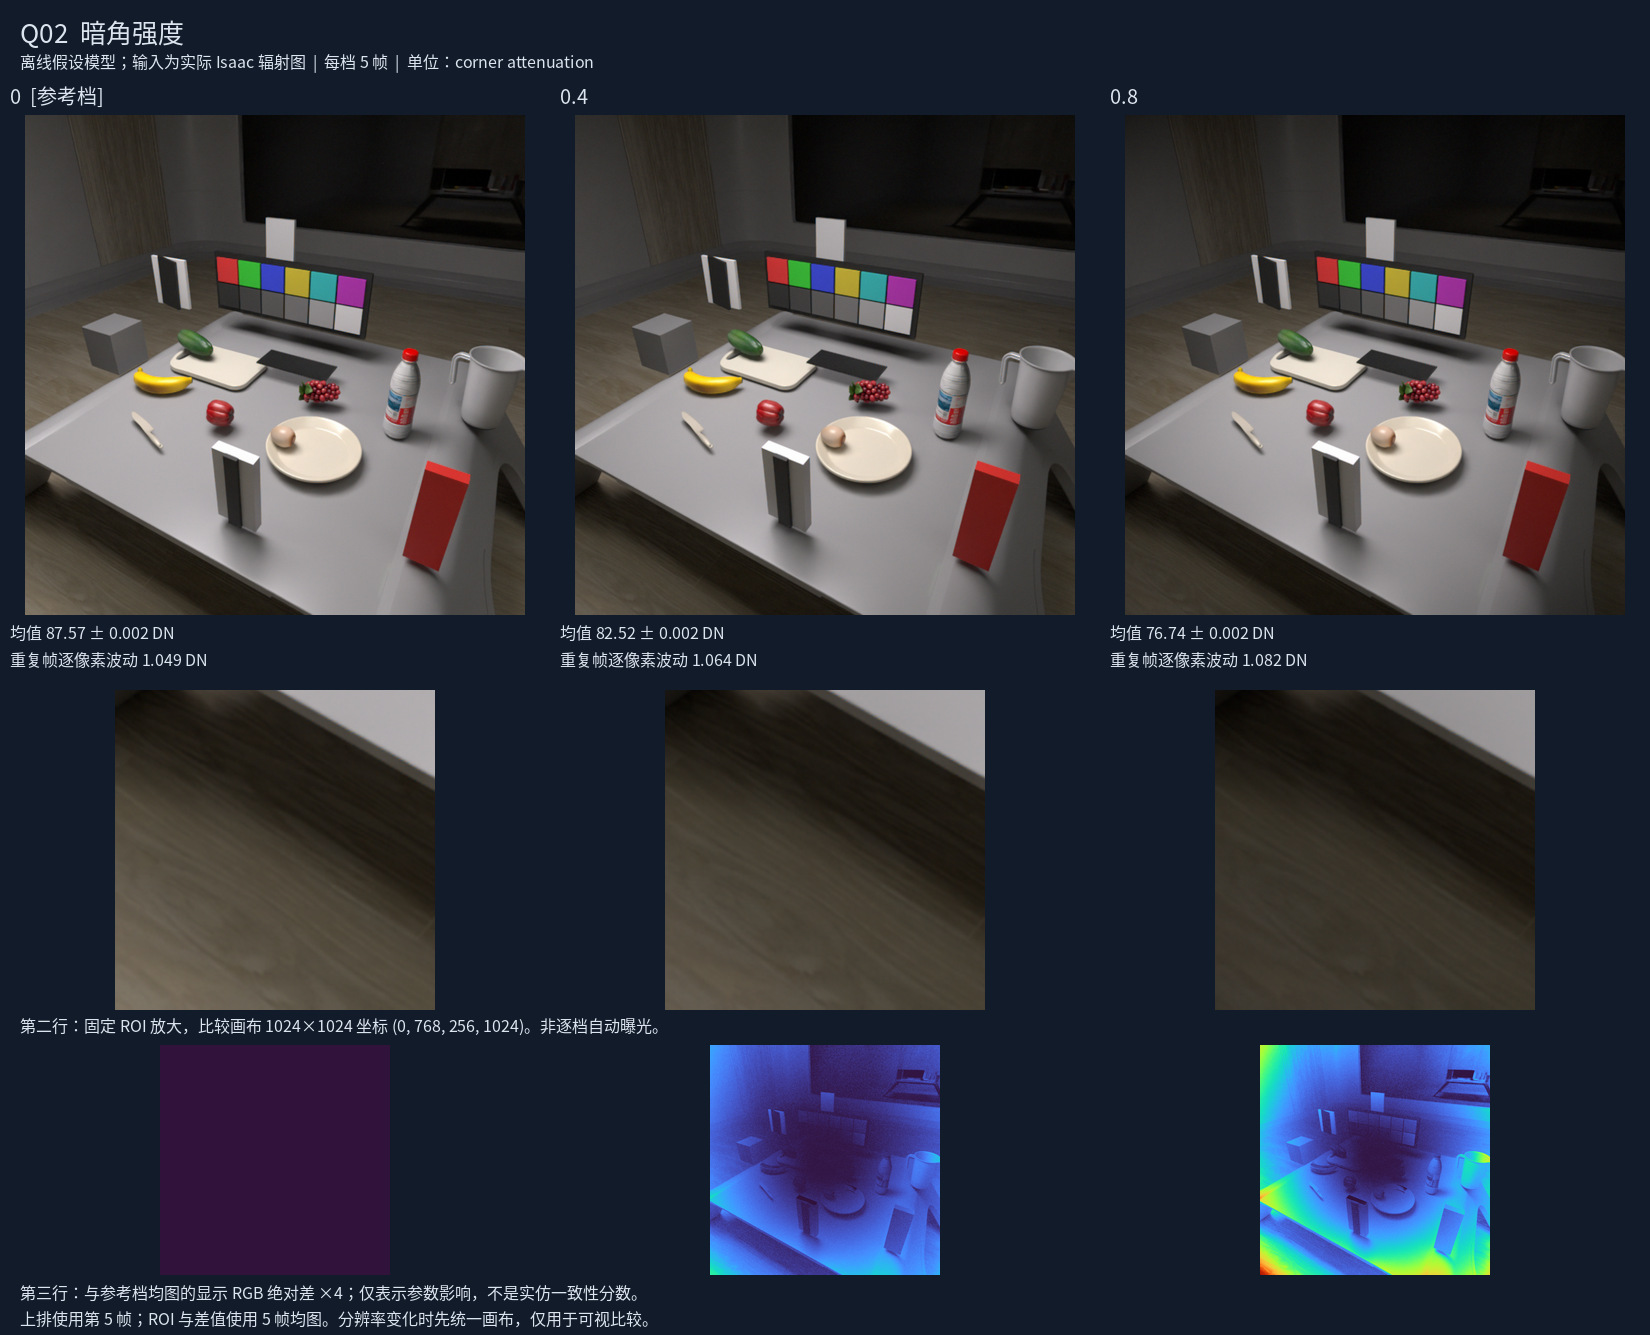 Q02 暗角强度
离线假设模型；输入为实际 Isaac 辐射图 | 每档 5 帧 | 单位：corner attenuation
0 [参考档]
0.4
0.8
均值 87.57 ± 0.002 DN
重复帧逐像素波动 1.049 DN
均值 82.52 ± 0.002 DN
重复帧逐像素波动 1.064 DN
均值 76.74 ± 0.002 DN
重复帧逐像素波动 1.082 DN
第二行：固定 ROI 放大，比较画布 1024×1024 坐标 (0, 768, 256, 1024)。非逐档自动曝光。
第三行：与参考档均图的显示 RGB 绝对差 ×4；仅表示参数影响，不是实仿一致性分数。
上排使用第 5 帧；ROI 与差值使用 5 帧均图。分辨率变化时先统一画布，仅用于可视比较。